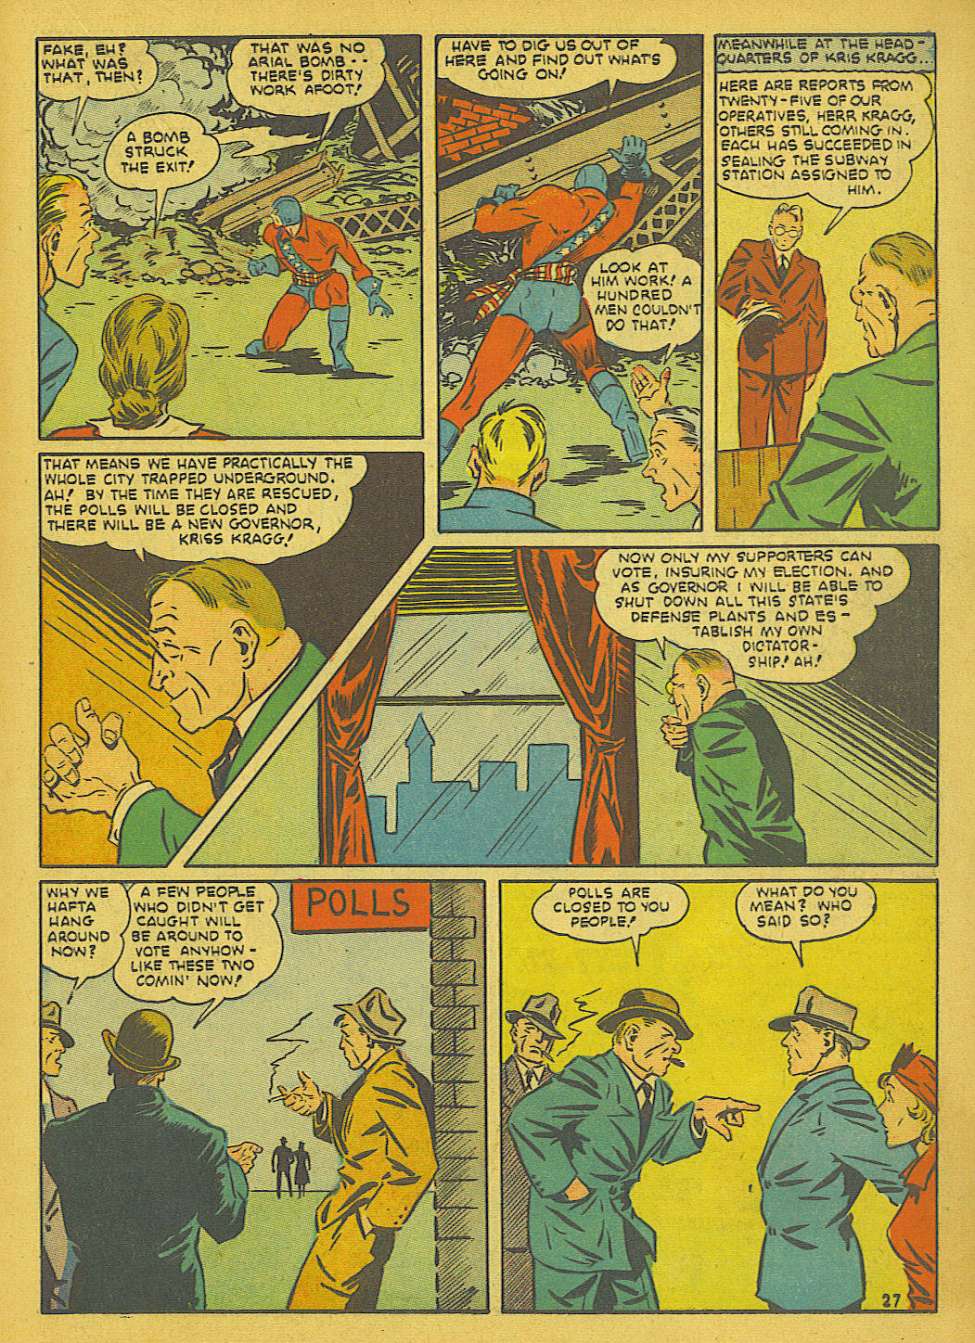 FAKE, EH?
WHAT WAS
THAT, THEN?
THAT WAS NO
ARIAL BOMB --
THERE'S DIRTY
WORK AFOOT!
A BOMB
STRUCK
THE EXIT!
HAVE TO DIG US OUT OF
HERE AND FIND OUT WHAT'S
GOING ON!
LOOK AT
HIM WORK! A
HUNDRED
MEN COULDN'T
DO THAT!
MEANWHILE AT THE HEAD-
QUARTERS OF KRIS KRAGG...
HERE ARE REPORTS FROM
TWENTY-FIVE OF OUR
OPERATIVES, HERR KRAGG,
OTHERS STILL COMING IN.
EACH HAS SUCCEEDED IN
SEALING THE SUBWAY
STATION ASSIGNED TO
HIM.
THAT MEANS WE HAVE PRACTICALLY THE
WHOLE CITY TRAPPED UNDERGROUND.
AH! BY THE TIME THEY ARE RESCUED,
THE POLLS WILL BE CLOSED AND
THERE WILL BE A NEW GOVERNOR,
KRISS KRAGG!
NOW ONLY MY SUPPORTERS CAN
VOTE, INSURING MY ELECTION. AND
AS GOVERNOR I WILL BE ABLE TO
SHUT DOWN ALL THIS STATE'S
DEFENSE PLANTS AND ES-
TABLISH MY OWN
DICTATOR-
SHIP! AH!
WHY WE
HAFTA
HANG
AROUND
NOW?
A FEW PEOPLE
WHO DIDN'T GET
CAUGHT WILL
BE AROUND TO
VOTE ANYHOW -
LIKE THESE TWO
COMIN' NOW!
POLLS
POLLS ARE
CLOSED TO YOU
PEOPLE!
WHAT DO YOU
MEAN? WHO
SAID SO?
27